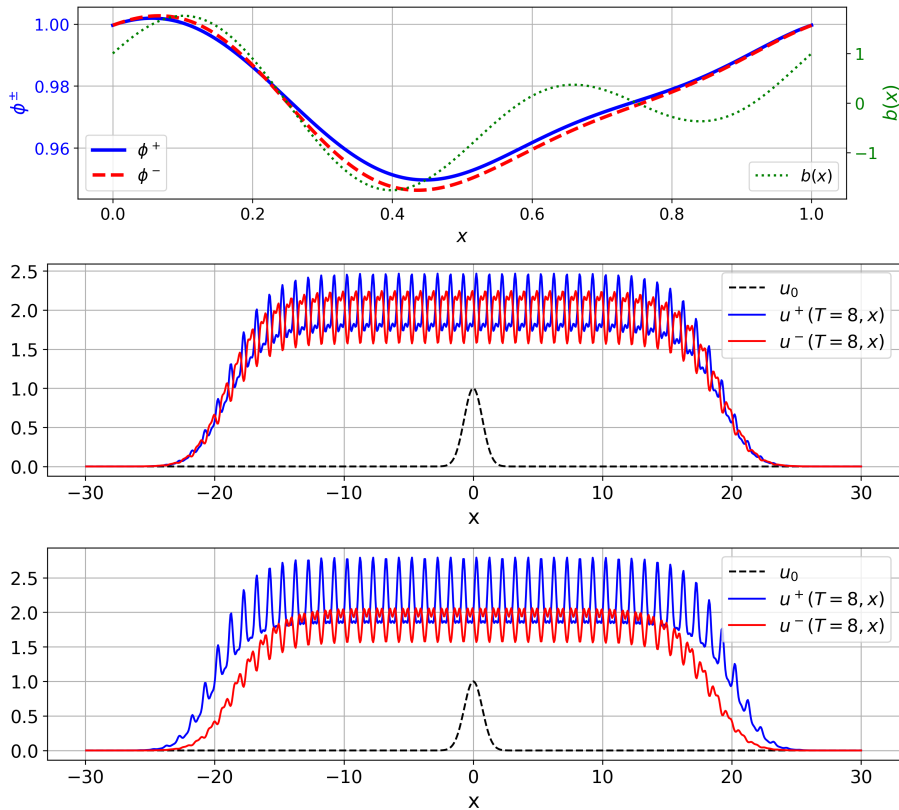 1.00
0.98
0.96
ϕ±
ϕ+
ϕ−
b(x)
1
0
−1
b(x)
0.0 0.2 0.4 0.6 0.8 1.0
x
2.5
2.0
1.5
1.0
0.5
0.0
u0
u+(T = 8, x)
u−(T = 8, x)
−30 −20 −10 0 10 20 30
x
2.5
2.0
1.5
1.0
0.5
0.0
u0
u+(T = 8, x)
u−(T = 8, x)
−30 −20 −10 0 10 20 30
x